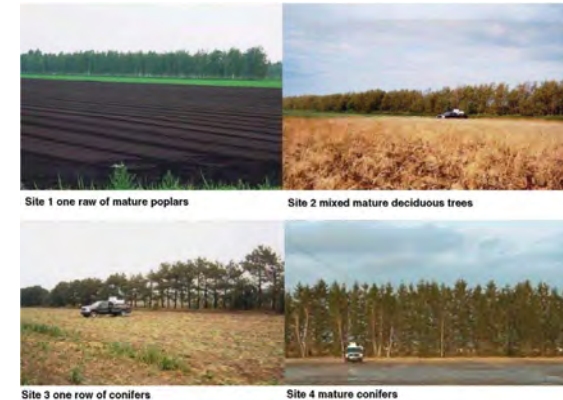 Site 1 one raw of mature poplars
Site 2 mixed mature deciduous trees
Site 3 one row of conifers
Site 4 mature conifers